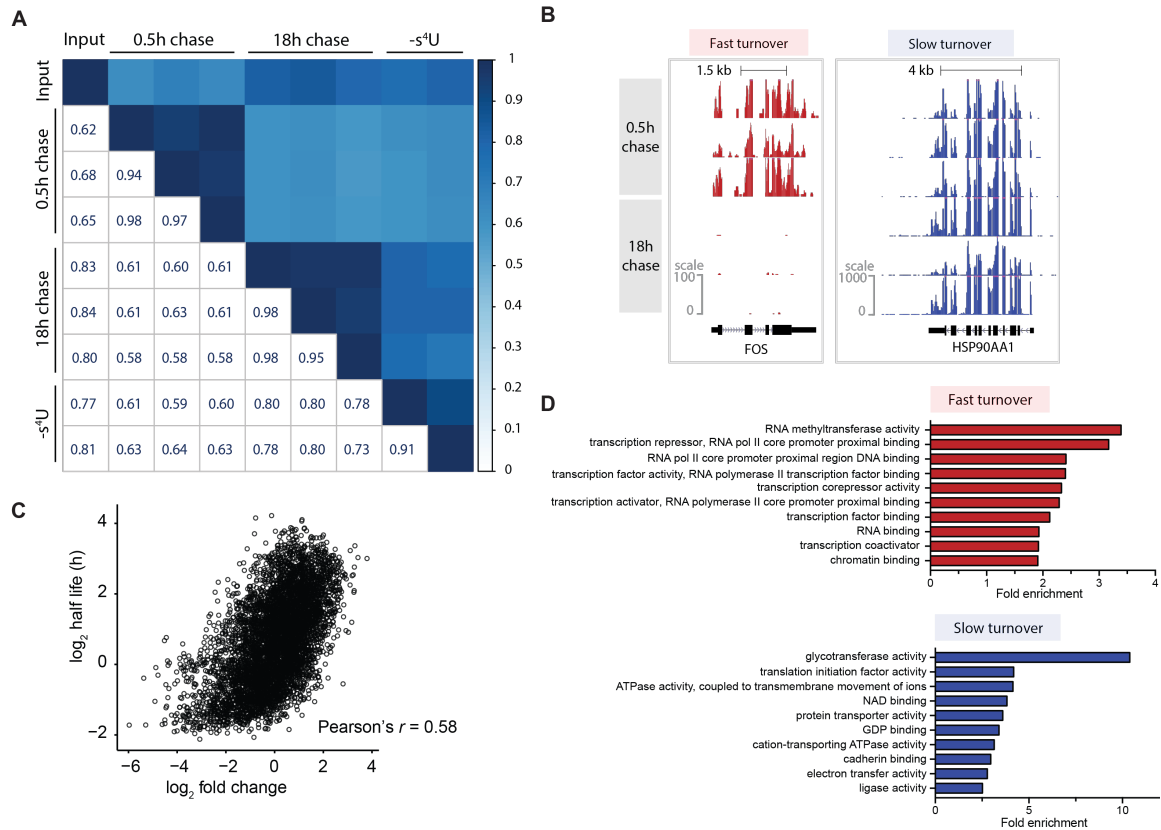 A
Input 0.5h chase 18h chase -s⁴U
Input
0.5h chase
18h chase
-s⁴U
0.62
0.68 0.94
0.65 0.98 0.97
0.83 0.61 0.60 0.61
0.84 0.61 0.63 0.61 0.98
0.80 0.58 0.58 0.58 0.98 0.95
0.77 0.61 0.59 0.60 0.80 0.80 0.78
0.81 0.63 0.64 0.63 0.78 0.80 0.73 0.91
1
0.9
0.8
0.7
0.6
0.5
0.4
0.3
0.2
0.1
0
B
Fast turnover
Slow turnover
1.5 kb
4 kb
0.5h
chase
18h
chase
scale
100
0
FOS
scale
1000
0
HSP90AA1
C
log₂ half life (h)
4
2
0
−2
−6 −4 −2 0 2 4
log₂ fold change
Pearson's r = 0.58
D
Fast turnover
RNA methyltransferase activity
transcription repressor, RNA pol II core promoter proximal binding
RNA pol II core promoter proximal region DNA binding
transcription factor activity, RNA polymerase II transcription factor binding
transcription corepressor activity
transcription activator, RNA polymerase II core promoter proximal binding
transcription factor binding
RNA binding
transcription coactivator
chromatin binding
0 1 2 3 4
Fold enrichment
Slow turnover
glycotransferase activity
translation initiation factor activity
ATPase activity, coupled to transmembrane movement of ions
NAD binding
protein transporter activity
GDP binding
cation-transporting ATPase activity
cadherin binding
electron transfer activity
ligase activity
0 5 10
Fold enrichment